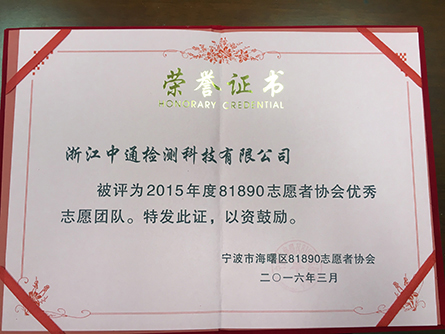 荣誉证书
HONORARY CREDENTIAL
浙江中通检测科技有限公司
被评为2015年度81890志愿者协会优秀
志愿团队。特发此证，以资鼓励。
宁波市海曙区81890志愿者协会
二〇一六年三月